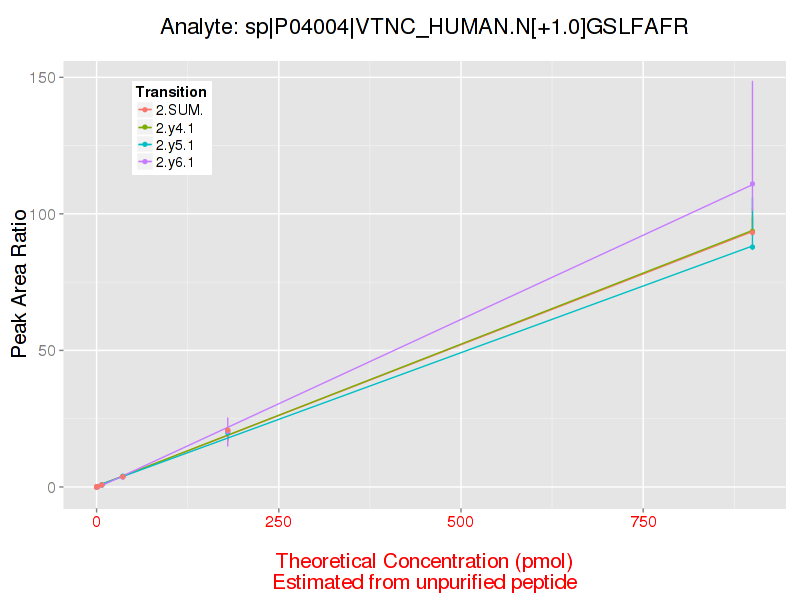 Analyte: sp|P04004|VTNC_HUMAN.N[+1.0]GSLFAFR
Peak Area Ratio
150
100
50
0
Transition
2.SUM.
2.y4.1
2.y5.1
2.y6.1
0 250 500 750
Theoretical Concentration (pmol)
Estimated from unpurified peptide